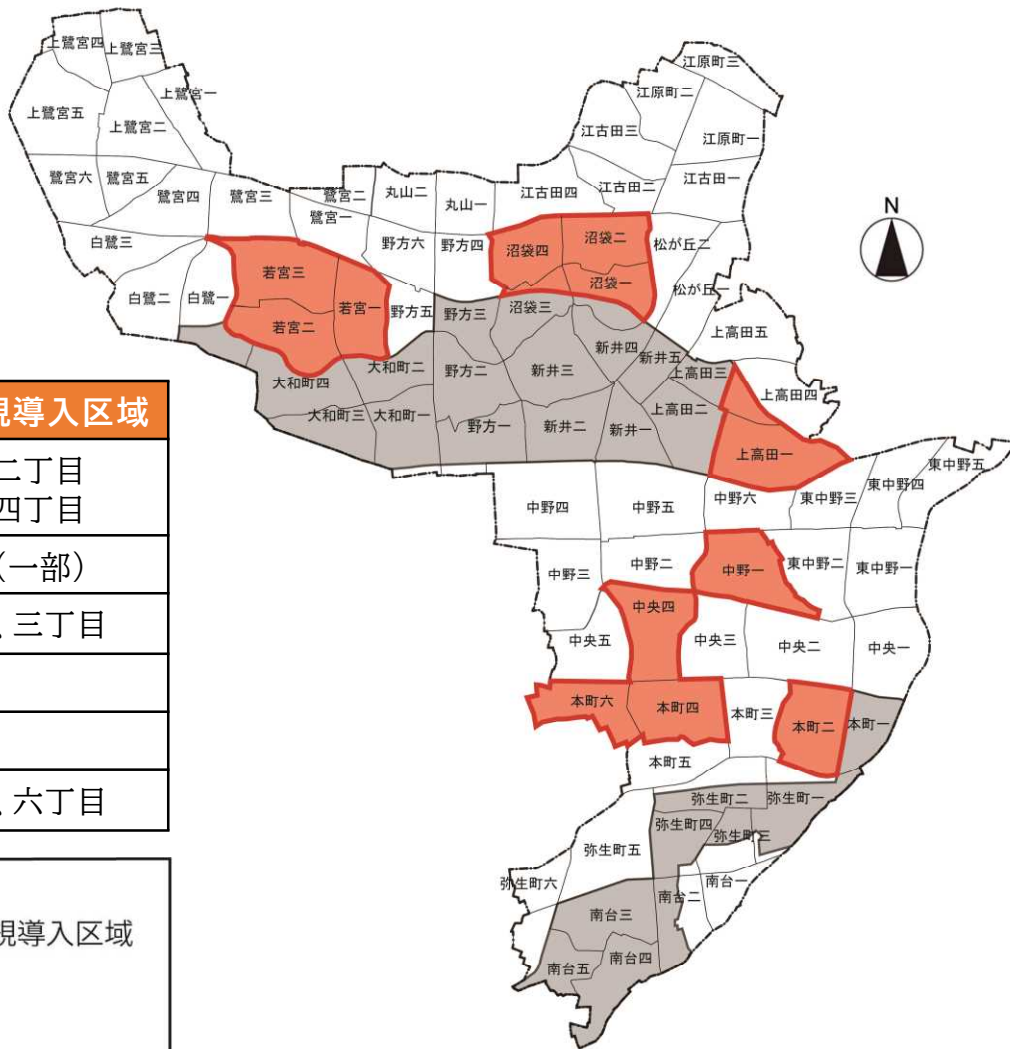 上鷺宮四
上鷺宮三
上鷺宮一
上鷺宮五
上鷺宮二
鷺宮六
鷺宮五
鷺宮四
鷺宮三
鷺宮二
鷺宮一
丸山二
丸山一
江原町三
江原町二
江古田三
江原町一
江古田四
江古田二
江古田一
N
白鷺三
白鷺二
白鷺一
若宮三
若宮一
若宮二
野方六
野方四
野方五
沼袋四
沼袋二
沼袋一
松が丘二
松が丘一
野方三
沼袋三
上高田五
大和町四
大和町二
野方二
新井三
新井四
新井五
上高田三
上高田四
大和町三
大和町一
野方一
新井二
新井一
上高田二
上高田一
規導入区域
二丁目
四丁目
（一部）
、三丁目
、六丁目
中野四
中野五
中野六
東中野三
東中野四
東中野五
中野三
中野二
中野一
東中野二
東中野一
中央五
中央四
中央三
中央二
中央一
本町六
本町四
本町三
本町二
本町一
本町五
弥生町二
弥生町一
弥生町四
弥生町三
弥生町五
弥生町六
南台二
南台一
南台三
南台五
南台四
規導入区域